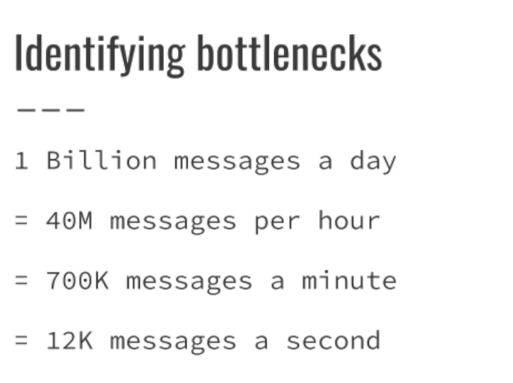 Identifying bottlenecks
---
1 Billion messages a day
= 40M messages per hour
= 700K messages a minute
= 12K messages a second